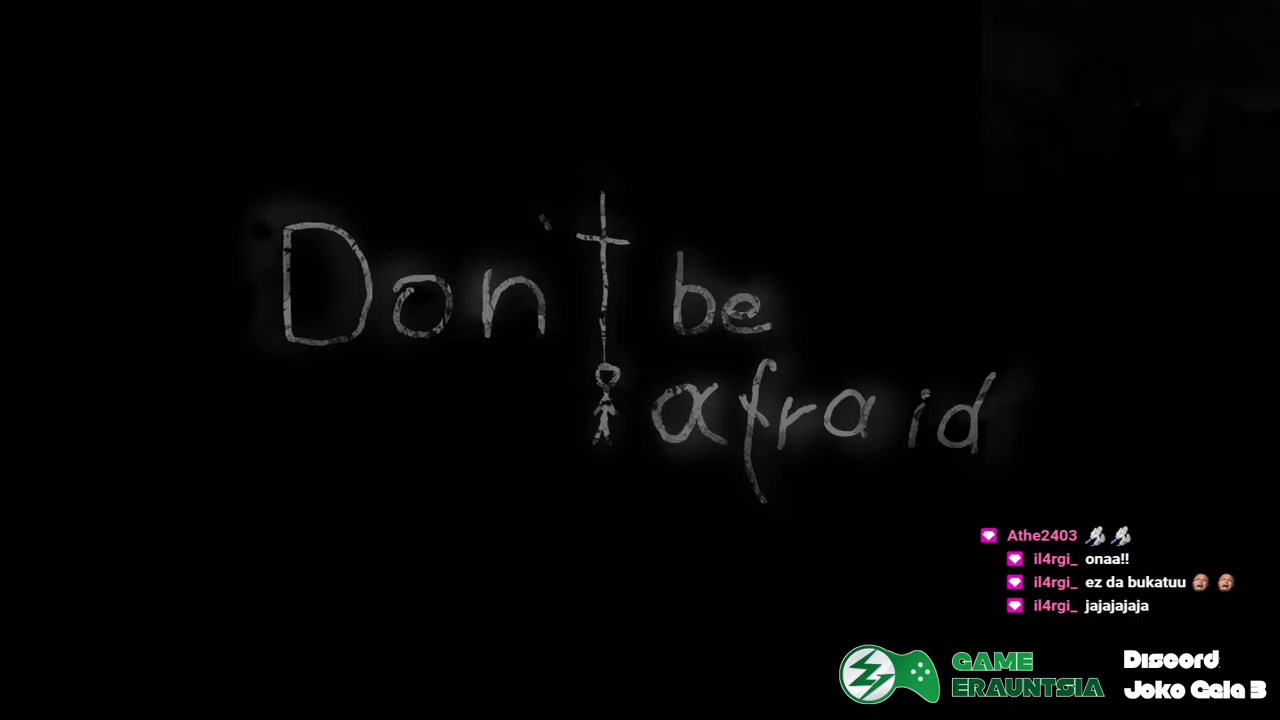 Don't be
afraid
Athe2403
il4rgi_ onaa!!
il4rgi_ ez da bukatuu
il4rgi_ jajajajaja
GAME
ERAUNTSIA
Discord
Joko Gela 3